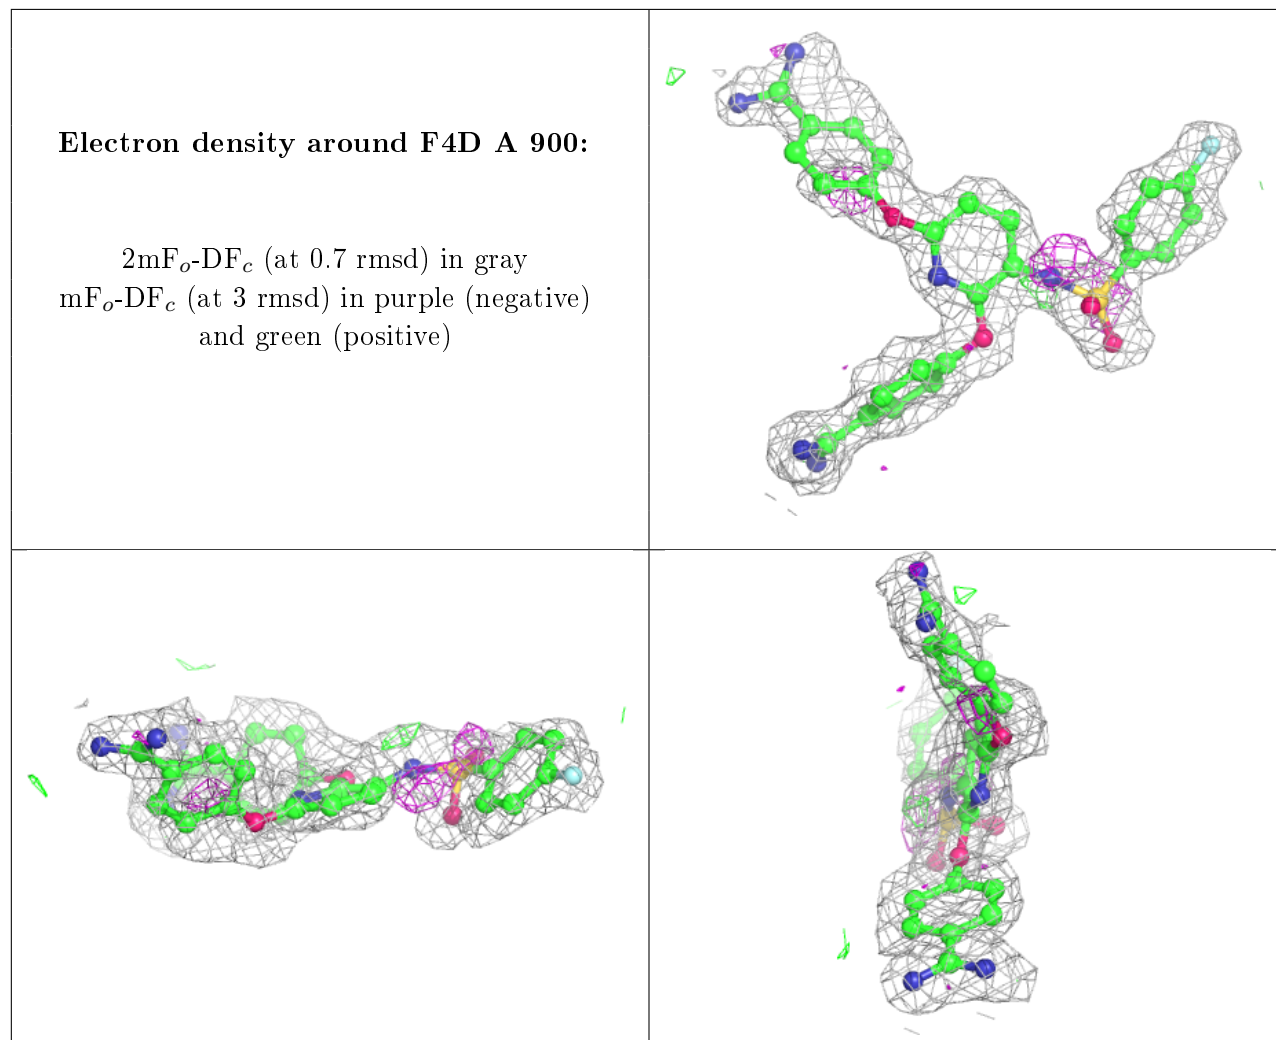 Electron density around F4D A 900:
2mFo-DFc (at 0.7 rmsd) in gray
mFo-DFc (at 3 rmsd) in purple (negative)
and green (positive)